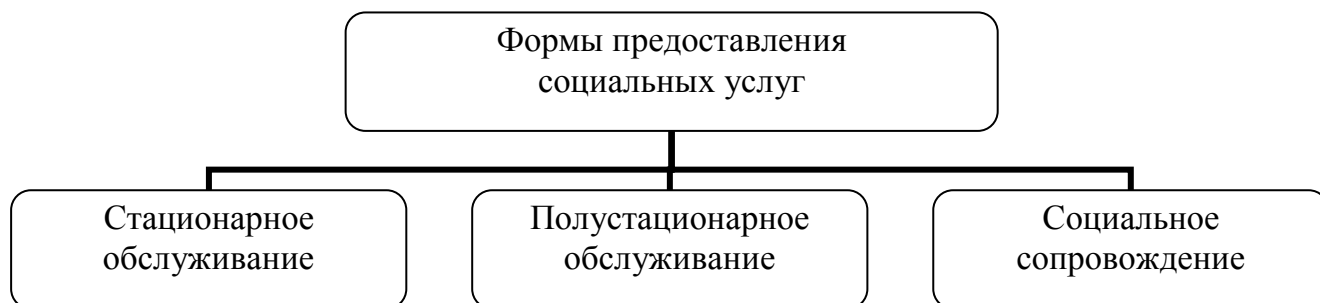 Формы предоставления
социальных услуг
Стационарное
обслуживание
Полустационарное
обслуживание
Социальное
сопровождение